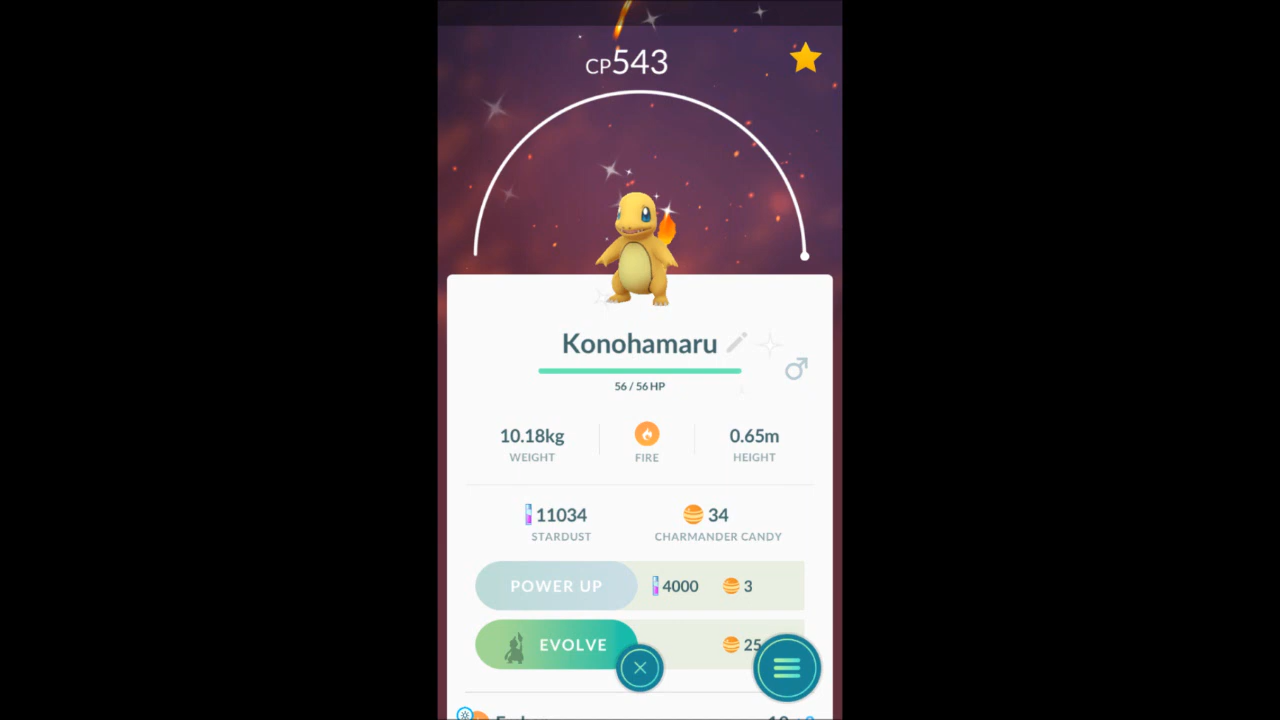 CP543
Konohamaru
56 / 56 HP
10.18kg
WEIGHT
FIRE
0.65m
HEIGHT
11034
STARDUST
34
CHARMANDER CANDY
POWER UP 4000 3
EVOLVE 25